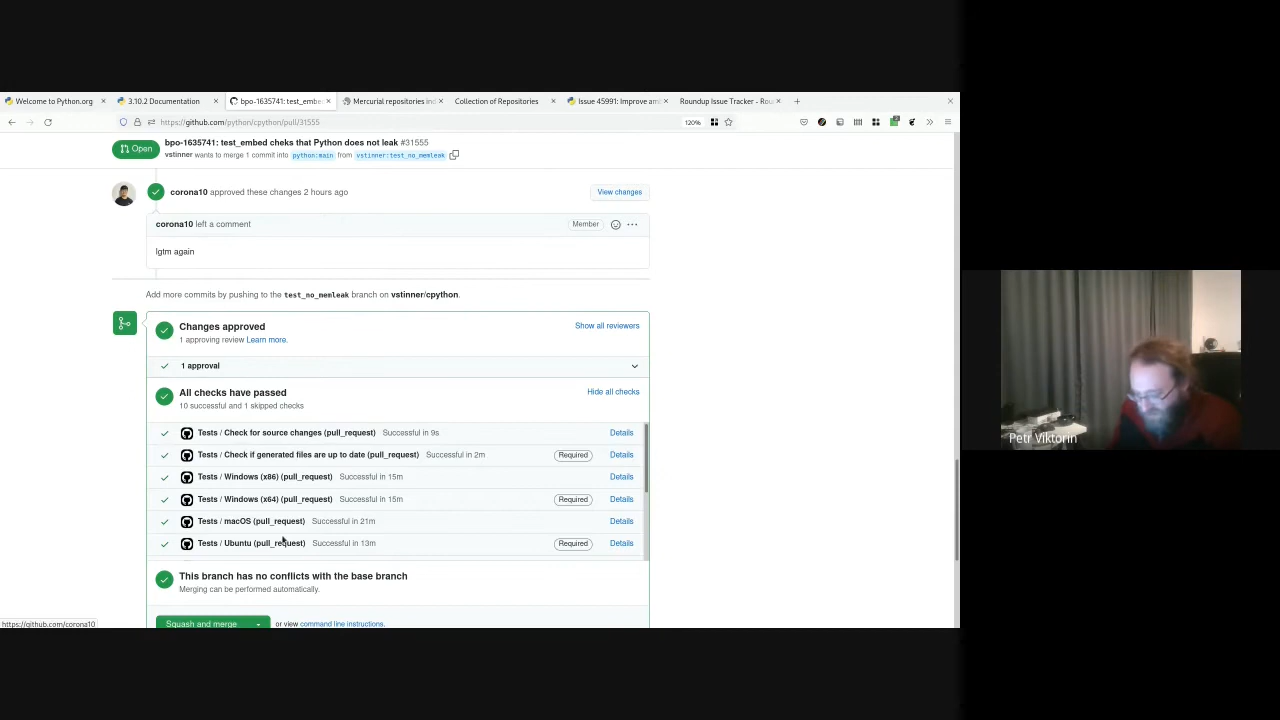 Welcome to Python.org
3.10.2 Documentation
bpo-1635741: test_embe
Mercurial repositories ind
Collection of Repositories
Issue 45991: Improve am
Roundup Issue Tracker - Rou
https://github.com/python/cpython/pull/31555
120%
Open
bpo-1635741: test_embed cheks that Python does not leak #31555
vstinner wants to merge 1 commit into python:main from vstinner:test_no_memleak
corona10 approved these changes 2 hours ago
View changes
corona10 left a comment
Member
lgtm again
Add more commits by pushing to the test_no_memleak branch on vstinner/cpython.
Changes approved
Show all reviewers
1 approving review Learn more.
1 approval
All checks have passed
Hide all checks
10 successful and 1 skipped checks
Tests / Check for source changes (pull_request) Successful in 9s
Details
Tests / Check if generated files are up to date (pull_request) Successful in 2m
Required
Details
Tests / Windows (x86) (pull_request) Successful in 15m
Details
Tests / Windows (x64) (pull_request) Successful in 15m
Required
Details
Tests / macOS (pull_request) Successful in 21m
Details
Tests / Ubuntu (pull_request) Successful in 13m
Required
Details
This branch has no conflicts with the base branch
Merging can be performed automatically.
Squash and merge
or view command line instructions.
https://github.com/corona10
Petr Viktorin